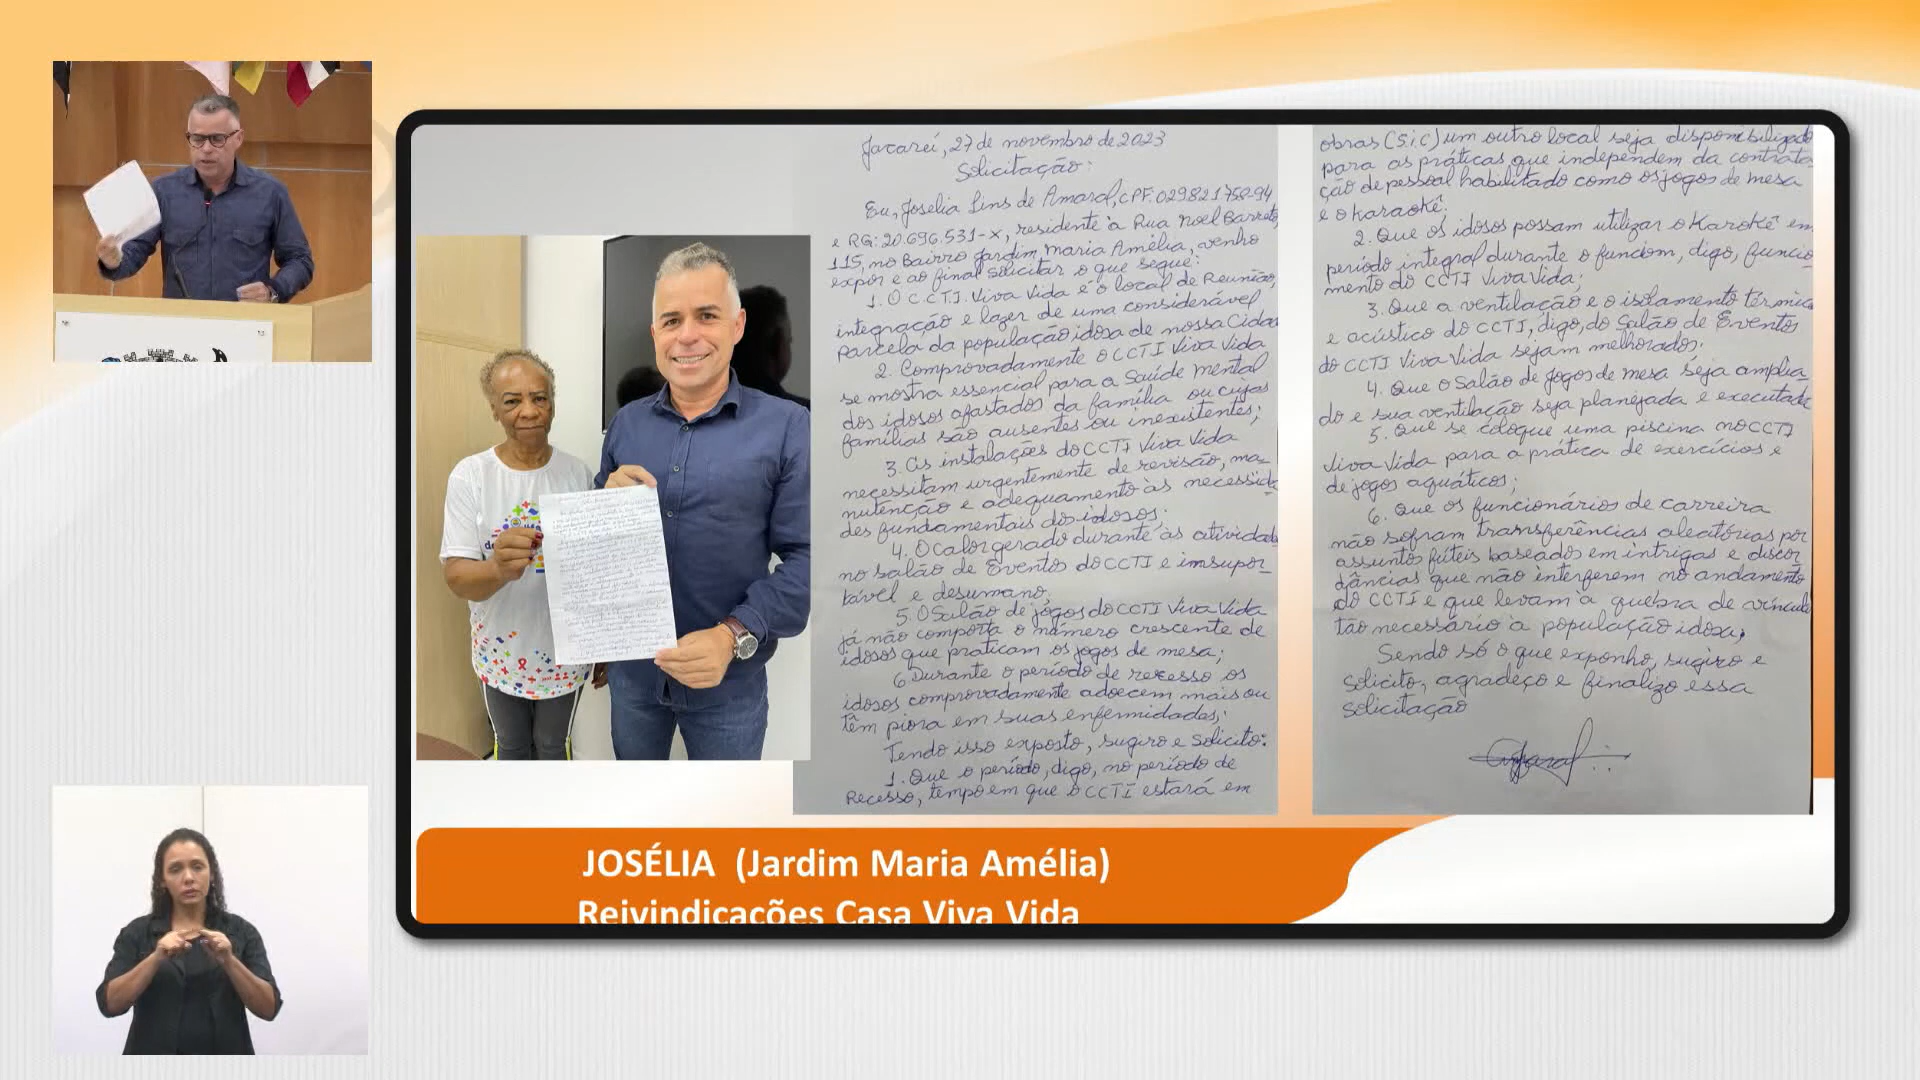 Jacareí, 27 de novembro de 2023
Solicitação:
Eu, Joselia Lins de Amaral, CPF: 029821758-94
e RG: 20.696.531-X, residente à Rua Noel Barreto,
115, no Bairro Jardim Maria Amélia, venho
expor e ao final solicitar o que segue:
1. O C.C.T.I. Viva Vida é o local de Reunião,
integração e lazer de uma considerável
parcela da população idosa de nossa Cidad
2. Comprovadamente o CCTI Viva Vida
se mostra essencial para a Saúde mental
dos idosos afastados da família ou cujas
famílias são ausentes ou inexistentes;
3. As instalações do CCTI Viva Vida
necessitam urgentemente de revisão, ma-
nutenção e adequamento às necessida
des fundamentais dos idosos;
4. O calor gerado durante às atividad
no salão de Eventos do CCTI e insupor-
tável e desumano;
5. O Salão de jogos do CCTI Viva Vida
já não comporta o número crescente de
idosos que praticam os jogos de mesa;
6. Durante o período de recesso os
idosos comprovadamente adoecem mais ou
têm piora em suas enfermidades;
Tendo isso exposto, sugiro e solicito:
1. Que o período, digo, no período de
Recesso, tempo em que o CCTI estará em
obras (S.i.C) um outro local seja disponibilizado
para as práticas que independem da contrata-
ção de pessoal habilitado como os jogos de mesa
e o karaokê.
2. Que os idosos possam utilizar o Karokê em
período integral durante o funciom, digo, funcio-
mento do CCTI Viva Vida;
3. Que a ventilação e o isolamento térmico
e acústico do CCTI, digo, do Salão de Eventos
do CCTI Viva Vida sejam melhorados.
4. Que o Salão de jogos de mesa seja amplia-
do e sua ventilação seja planejada e executada
5. Que se coloque uma piscina no CCTI
Viva Vida para a prática de exercícios e
de jogos aquáticos;
6. Que os funcionários de carreira
não sofram transferências aleatórias por
assuntos fúteis baseado em intrigas e discor
dâncias que não interferem no andamento
do CCTI e que levam a quebra de vínculo
tão necessário à população idosa,
Sendo só o que exponho, sugiro e
solicito, agradeço e finalizo essa
solicitação
JOSÉLIA (Jardim Maria Amélia)
Reivindicações Casa Viva Vida